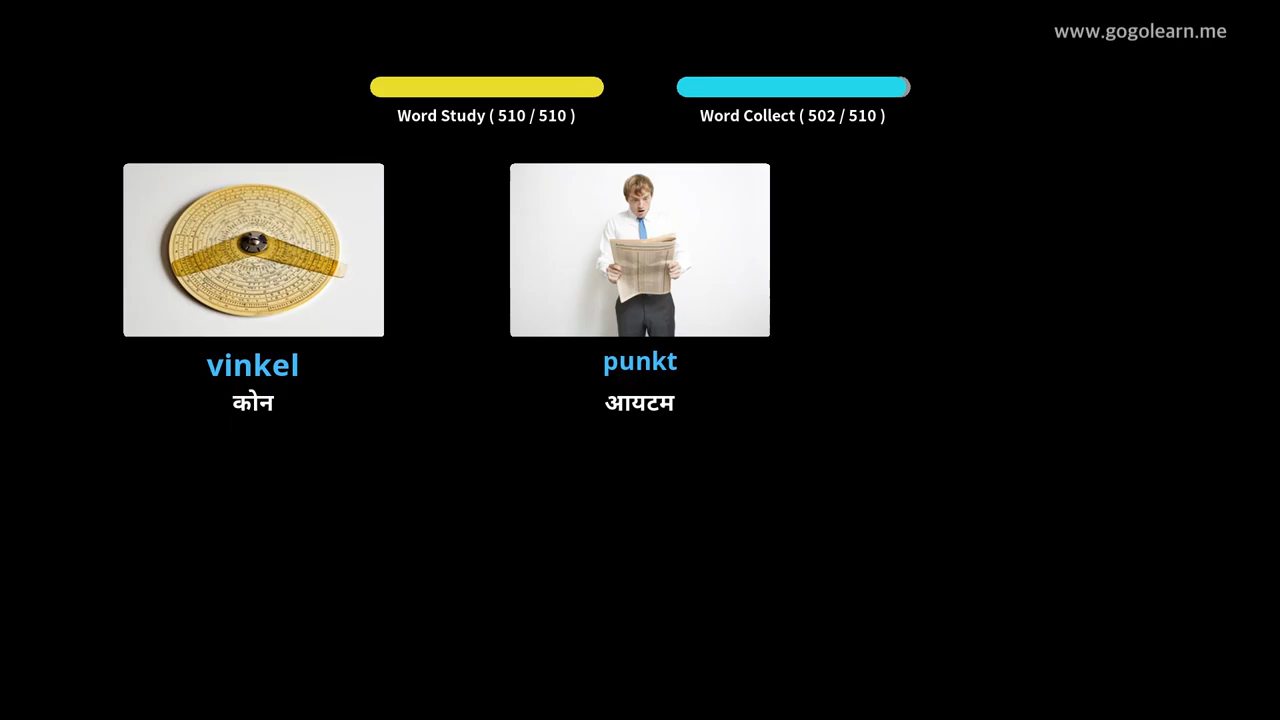 www.gogolearn.me
Word Study ( 510 / 510 )
Word Collect ( 502 / 510 )
vinkel
कोन
punkt
आयटम